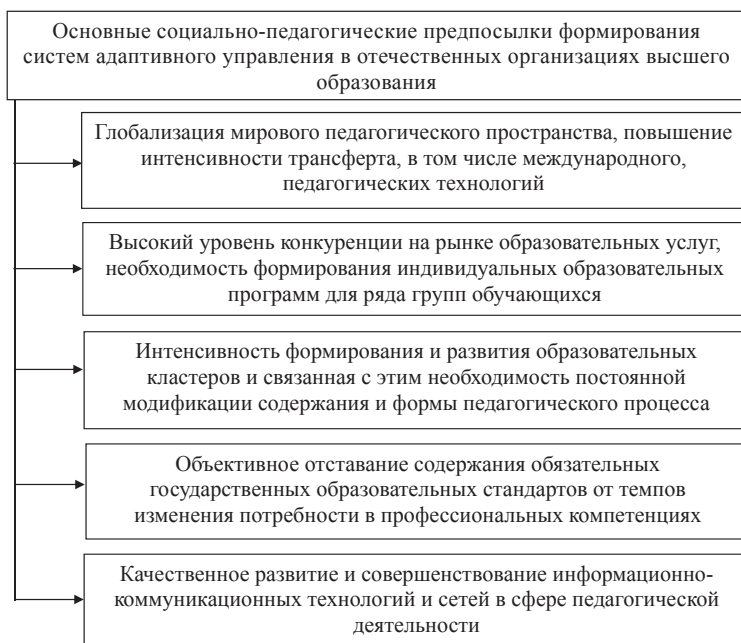 Основные социально-педагогические предпосылки формирования
систем адаптивного управления в отечественных организациях высшего
образования
Глобализация мирового педагогического пространства, повышение
интенсивности трансферта, в том числе международного,
педагогических технологий
Высокий уровень конкуренции на рынке образовательных услуг,
необходимость формирования индивидуальных образовательных
программ для ряда групп обучающихся
Интенсивность формирования и развития образовательных
кластеров и связанная с этим необходимость постоянной
модификации содержания и формы педагогического процесса
Объективное отставание содержания обязательных
государственных образовательных стандартов от темпов
изменения потребности в профессиональных компетенциях
Качественное развитие и совершенствование информационно-
коммуникационных технологий и сетей в сфере педагогической
деятельности